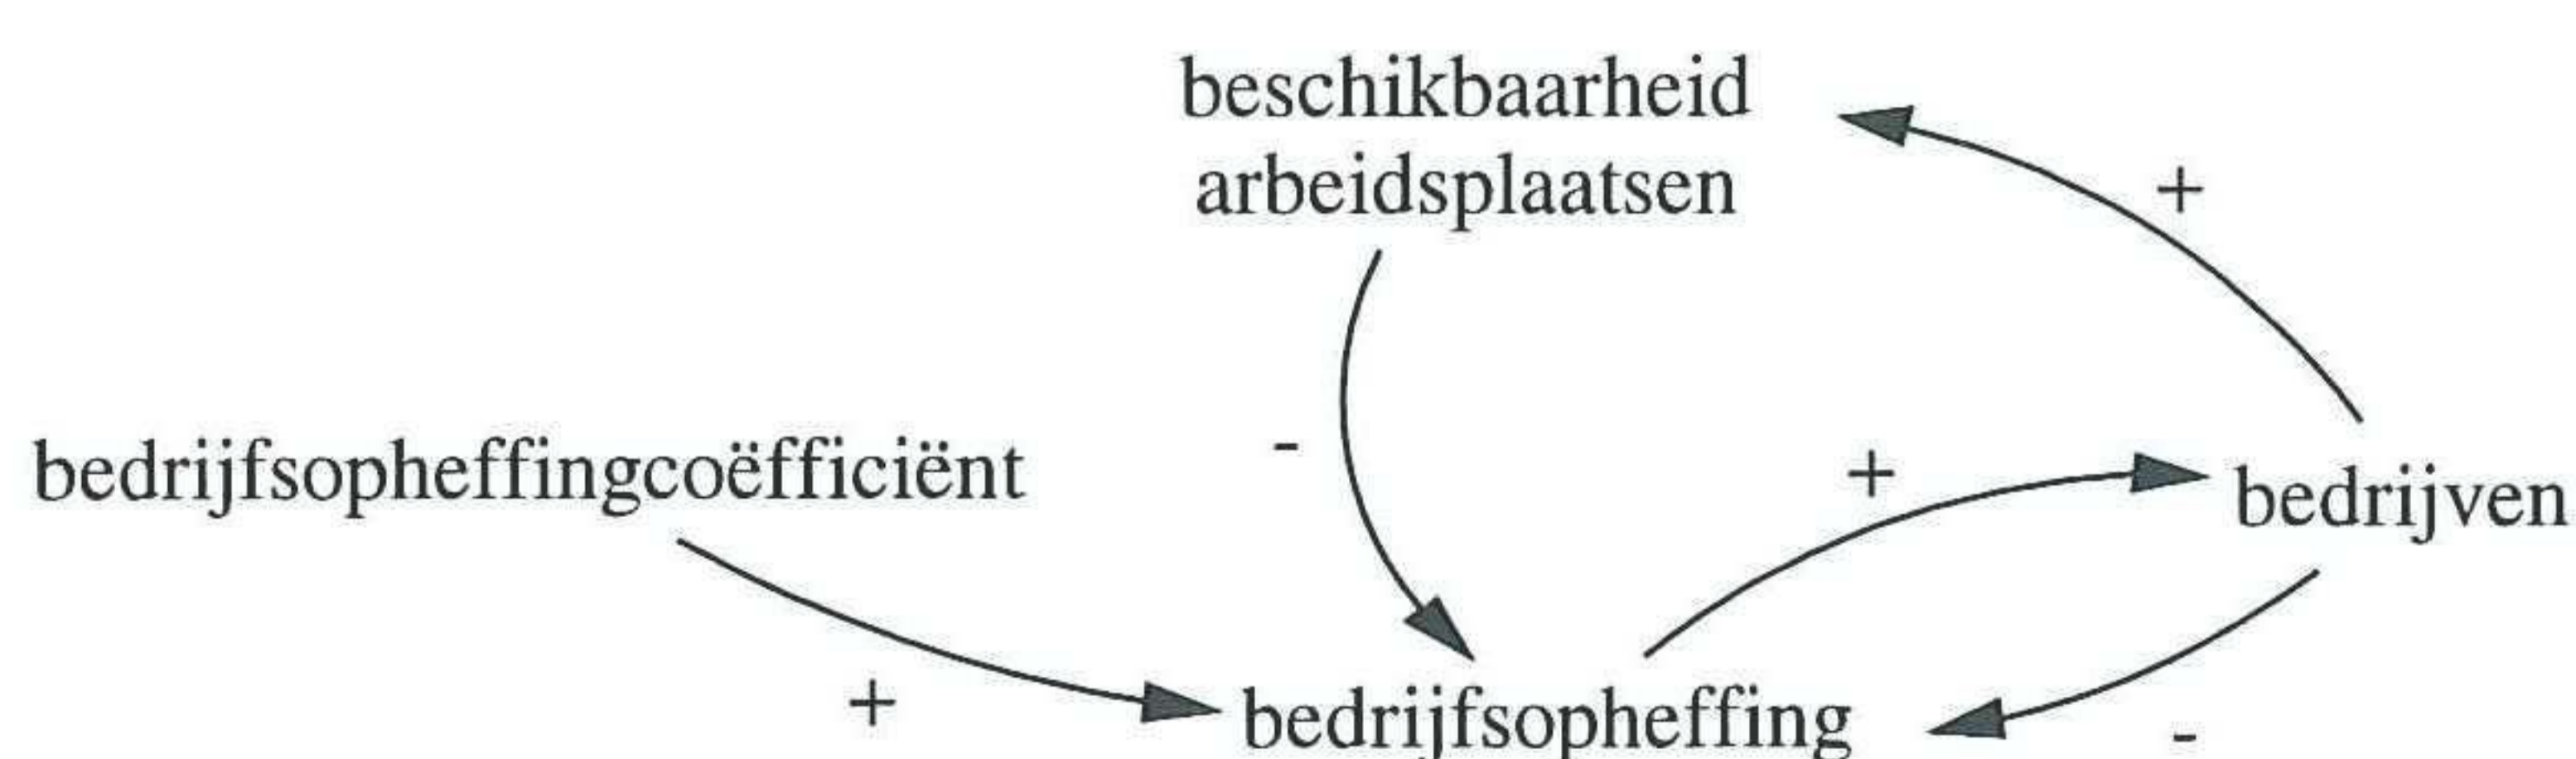 beschikbaarheid
arbeidsplaatsen
+
-
+
bedrijfsopheffingcoëfficiënt
bedrijven
+
bedrijfsopheffing
-